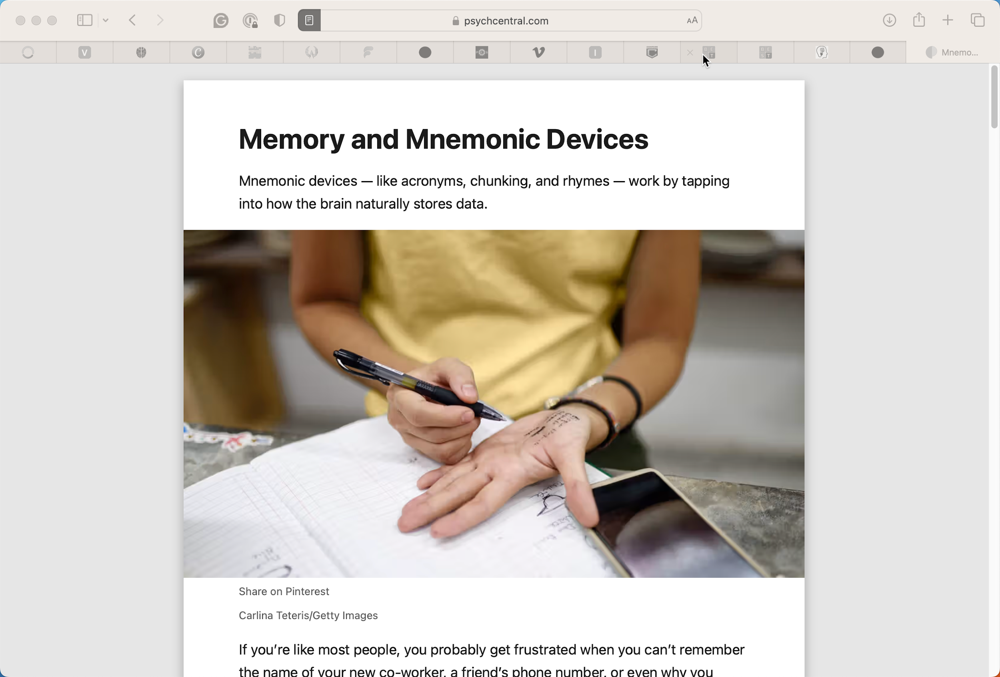 psychcentral.com
AA
V
C
I
B E
S T
B E
S T
Mnemo...
Memory and Mnemonic Devices
Mnemonic devices — like acronyms, chunking, and rhymes — work by tapping
into how the brain naturally stores data.
Share on Pinterest
Carlina Teteris/Getty Images
If you’re like most people, you probably get frustrated when you can’t remember
the name of your new co-worker, a friend’s phone number, or even why you